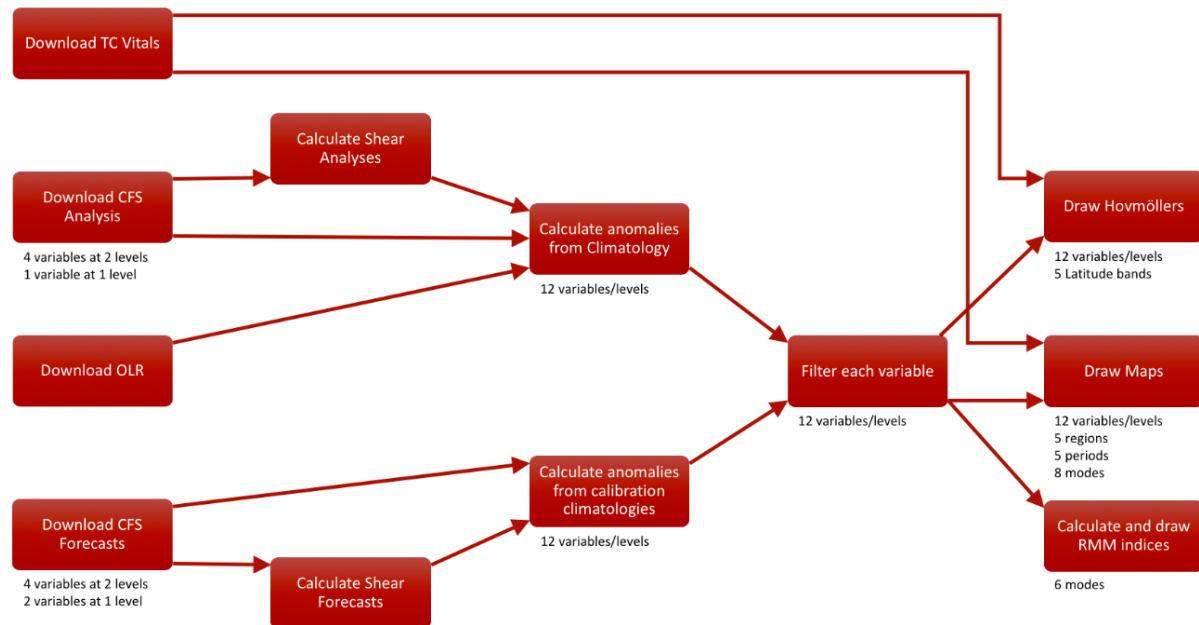 Download TC Vitals
Calculate Shear
Analyses
Download CFS
Analysis
4 variables at 2 levels
1 variable at 1 level
Calculate anomalies
from Climatology
12 variables/levels
Draw Hovmöllers
12 variables/levels
5 Latitude bands
Download OLR
Filter each variable
12 variables/levels
Draw Maps
12 variables/levels
5 regions
5 periods
8 modes
Calculate anomalies
from calibration
climatologies
12 variables/levels
Download CFS
Forecasts
4 variables at 2 levels
2 variables at 1 level
Calculate Shear
Forecasts
Calculate and draw
RMM indices
6 modes